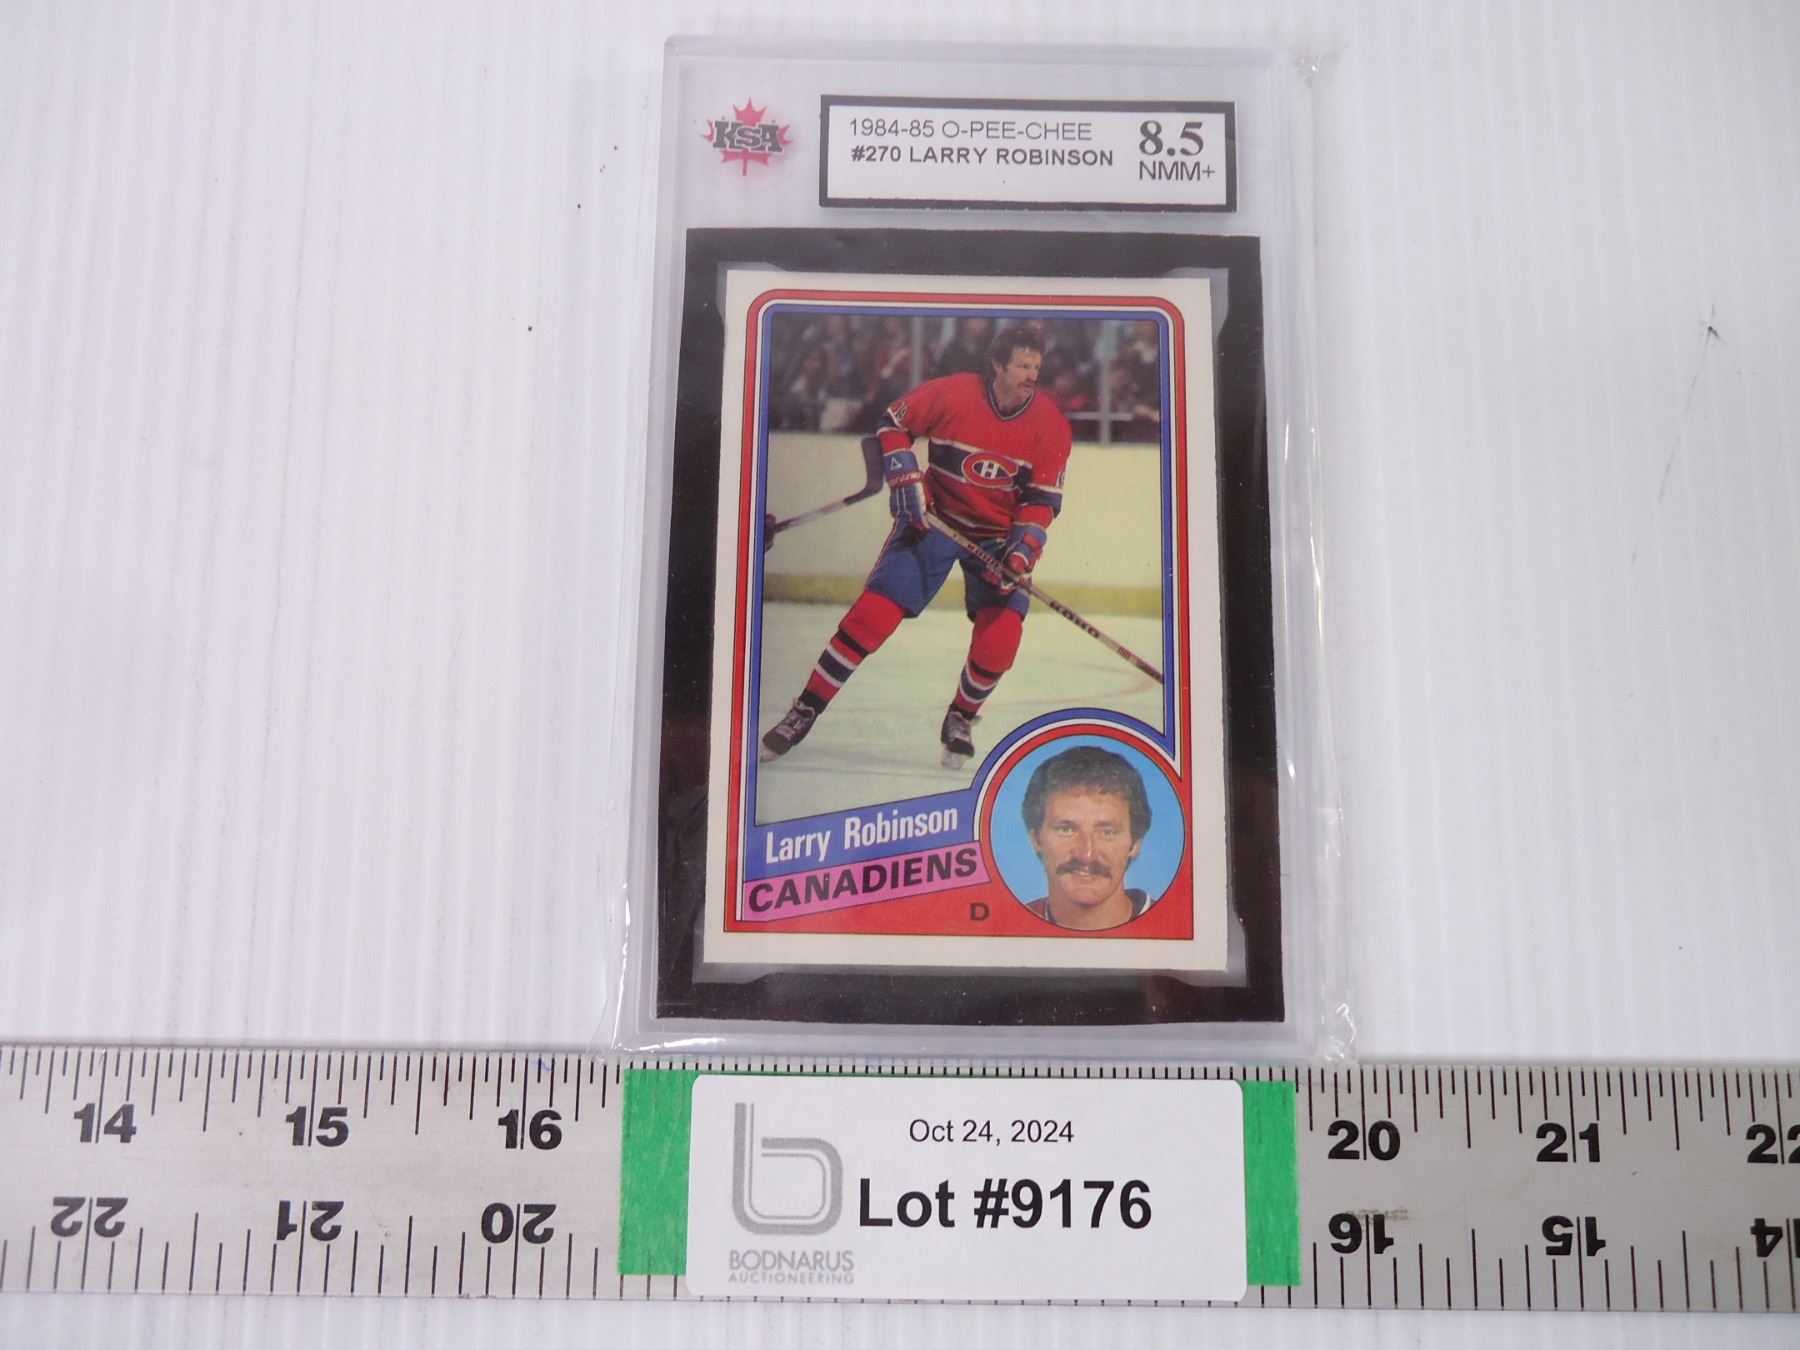 KSA
1984-85 O-PEE-CHEE
#270 LARRY ROBINSON
8.5
NMM+
19
H
KOHO
Larry Robinson
CANADIENS
D
14 15 16 20 21 22
Oct 24, 2024
Lot #9176
BODNARUS
AUCTIONEERING
22 21 20 16 15 14